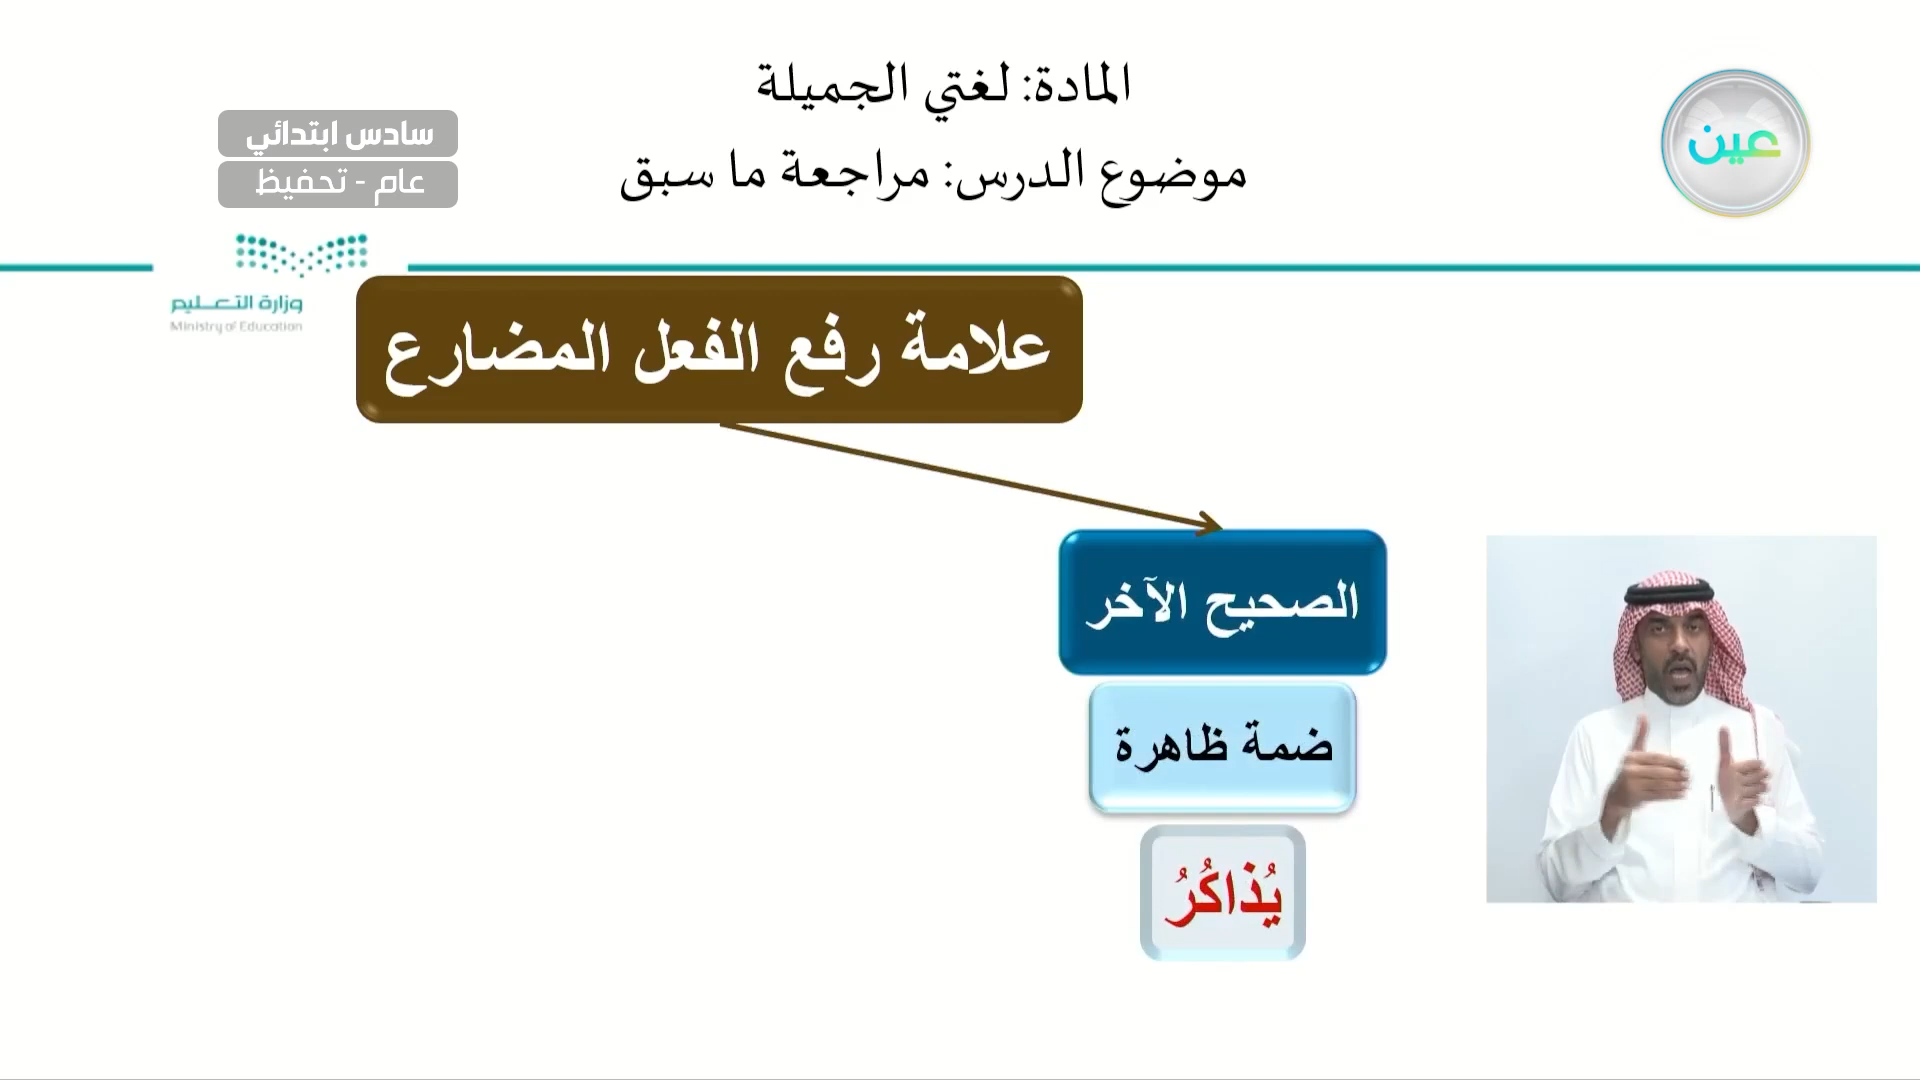 المادة: لغتي الجميلة
موضوع الدرس: مراجعة ما سبق
عين
سادس ابتدائي
عام - تحفيظ
وزارة التعليم
Ministry of Education
علامة رفع الفعل المضارع
الصحيح الآخر
ضمة ظاهرة
يُذاكُرُ